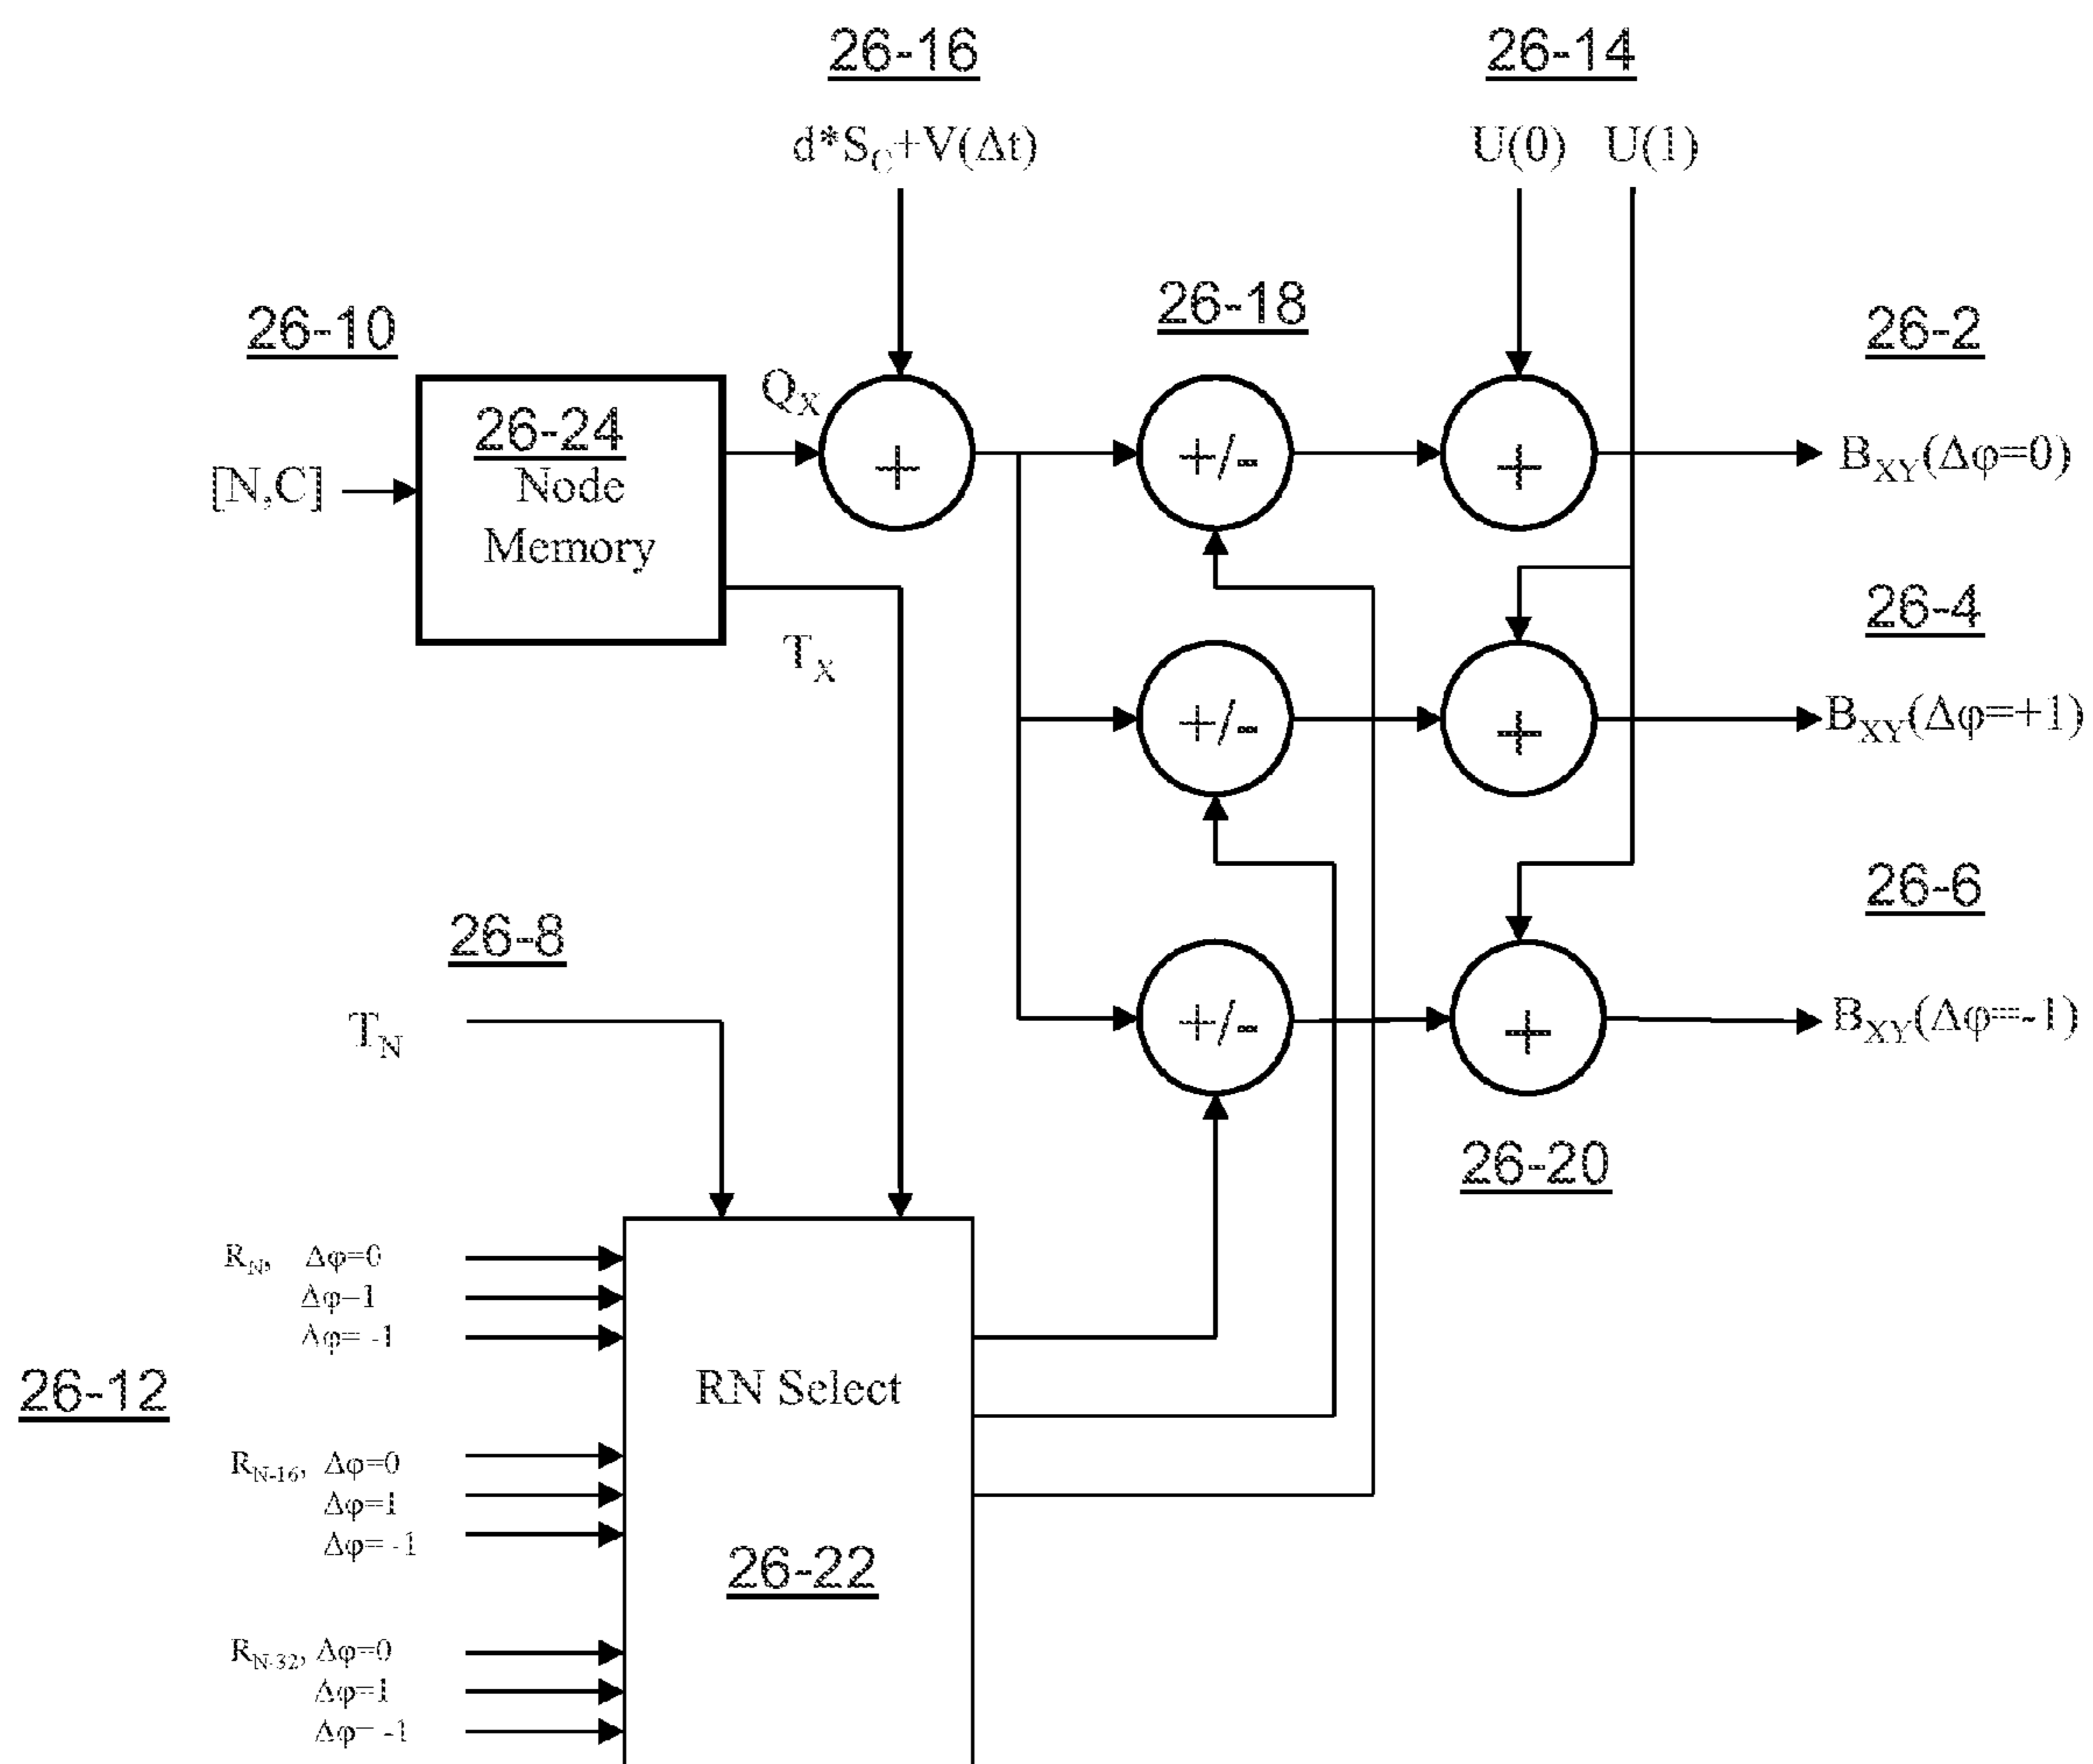 26-16
26-14
d*S_C+V(Δt)
U(0) U(1)
26-10
26-18
26-2
Q_X
26-24
Node
Memory
[N,C]
+
+/-
+
B_XY(Δφ=0)
26-4
T_X
+/-
+
B_XY(Δφ=+1)
26-6
26-8
T_N
+/-
+
B_XY(Δφ=-1)
26-20
R_N, Δφ=0
Δφ=1
Δφ= -1
RN Select
26-12
R_N-16, Δφ=0
Δφ=1
Δφ= -1
26-22
R_N-32, Δφ=0
Δφ=1
Δφ= -1